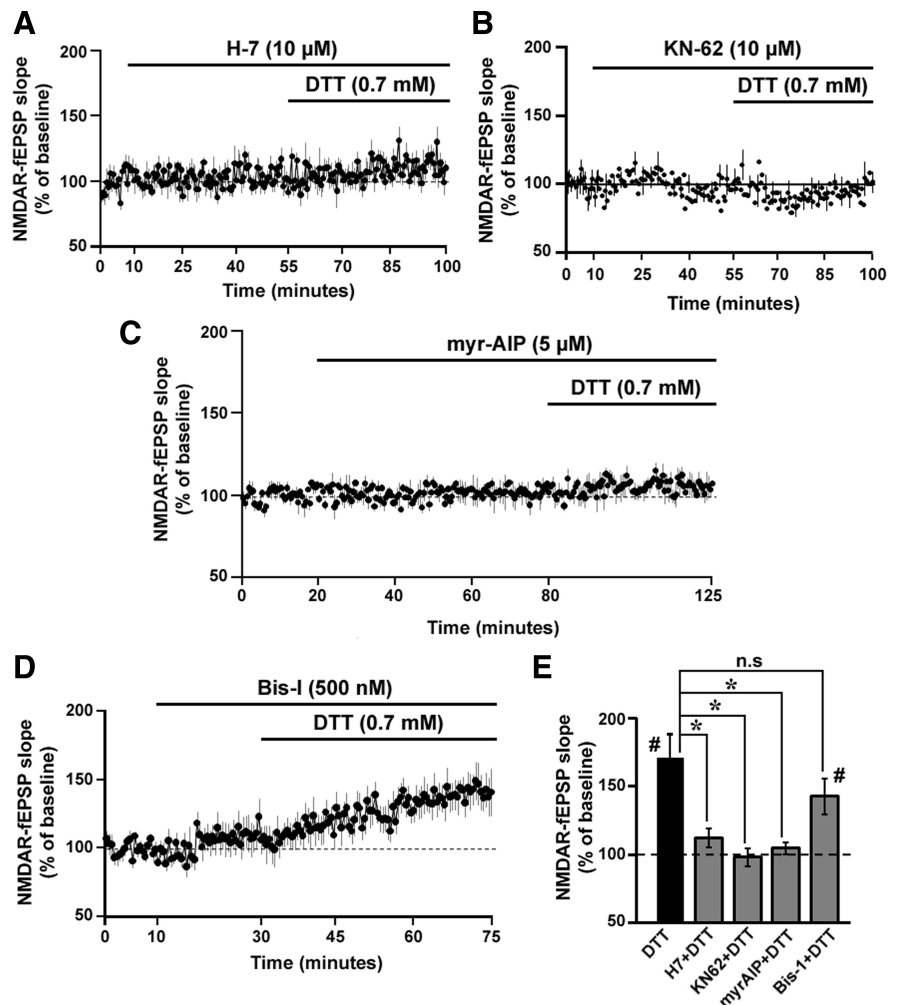 A
H-7 (10 µM)
DTT (0.7 mM)
NMDAR-fEPSP slope
(% of baseline)
200
150
100
50
0 10 25 40 55 70 85 100
Time (minutes)
B
KN-62 (10 µM)
DTT (0.7 mM)
NMDAR-fEPSP slope
(% of baseline)
200
150
100
50
0 10 25 40 55 70 85 100
Time (minutes)
C
myr-AIP (5 µM)
DTT (0.7 mM)
NMDAR-fEPSP slope
(% of baseline)
200
150
100
50
0 20 40 60 80 125
Time (minutes)
D
Bis-I (500 nM)
DTT (0.7 mM)
NMDAR-fEPSP slope
(% of baseline)
200
150
100
50
0 10 30 45 60 75
Time (minutes)
E
n.s
*
*
*
# #
NMDAR-fEPSP slope
(% of baseline)
200
150
100
50
DTT
H7+DTT
KN62+DTT
myrAIP+DTT
Bis-1+DTT